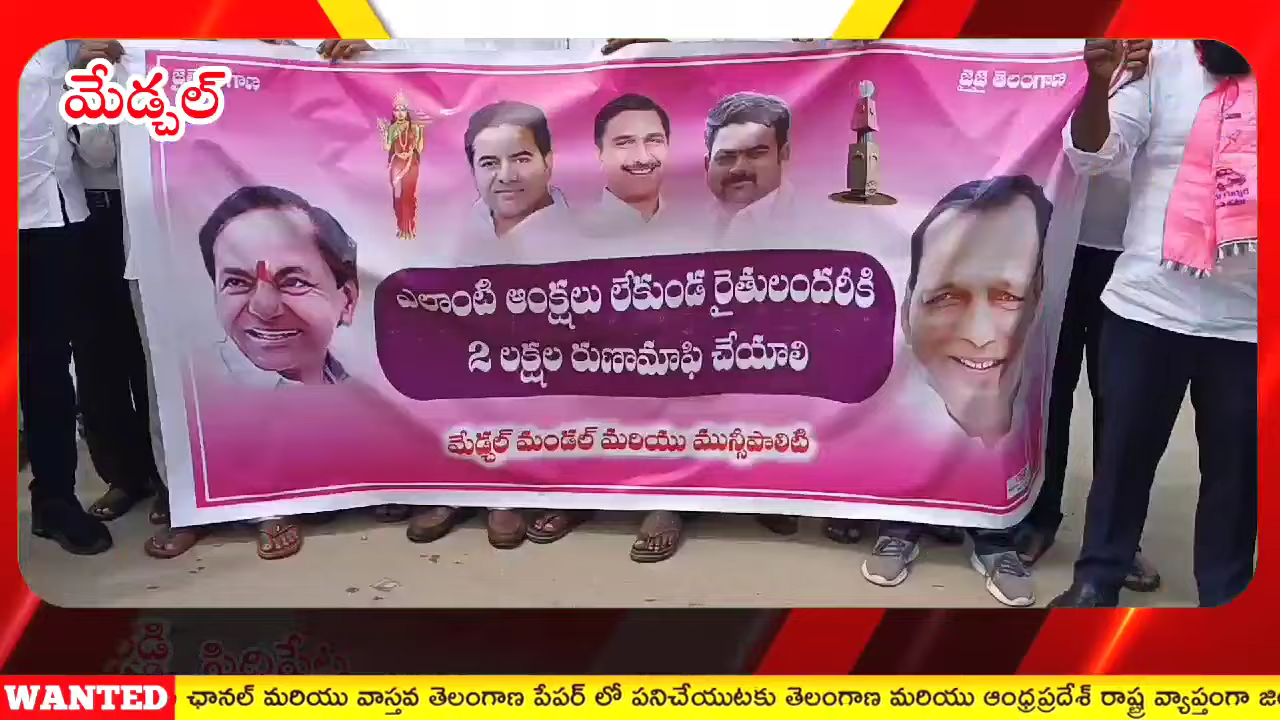 మేడ్చల్
జై తెలంగాణ
జైజై తెలంగాణ
ఎలాంటి ఆంక్షలు లేకుండ రైతులందరికి
2 లక్షల రుణామాఫి చేయాలి
మేడ్చల్ మండల్ మరియు మున్సీపాలిటి
WANTED ఛానల్ మరియు వాస్తవ తెలంగాణ పేపర్ లో పనిచేయుటకు తెలంగాణ మరియు ఆంధ్రప్రదేశ్ రాష్ట్ర వ్యాప్తంగా